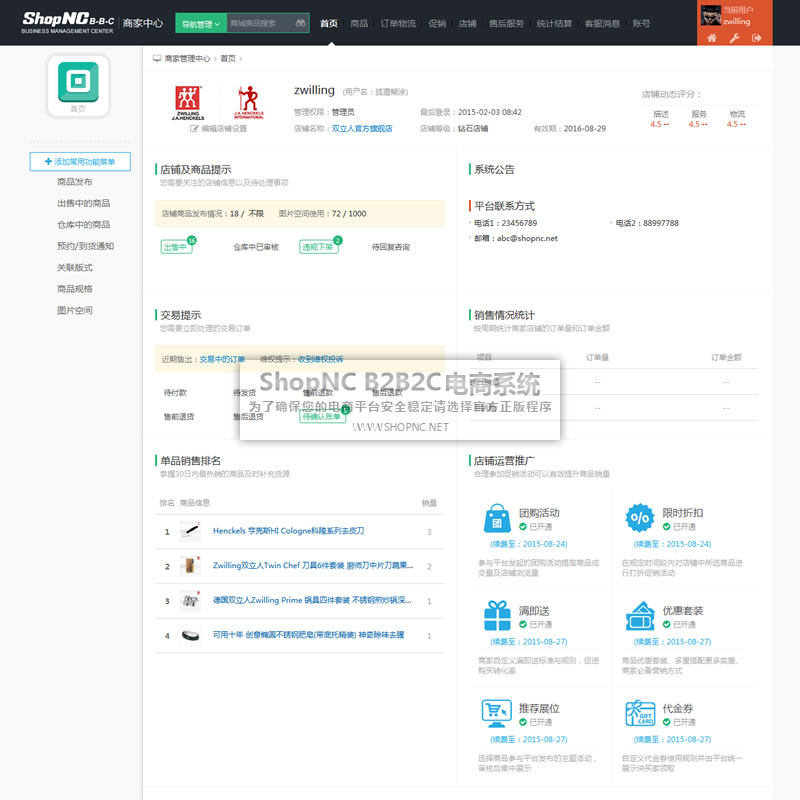 ShopNC B-B-C 商家中心
BUSINESS MANAGEMENT CENTER
导航管理 商城商品搜索
首页 商品 订单物流 促销 店铺 售后服务 统计结算 客服消息 账号
当前用户
zwilling
首页
添加常用功能菜单
商品发布
出售中的商品
仓库中的商品
预约/到货通知
关联版式
商品规格
图片空间
商家管理中心 › 首页 ›
ZWILLING
J.A.HENCKELS
J.A.HENCKELS
INTERNATIONAL
编辑店铺设置
zwilling (用户名：狐狸糊涂)
管理权限：管理员 最后登录：2015-02-03 08:42
店铺名称：双立人官方旗舰店 店铺等级：钻石店铺 有效期：2016-08-29
店铺动态评分：
描述 服务 物流
4.5 -- 4.5 -- 4.5 --
店铺及商品提示
您需要关注的店铺信息以及待处理事项
店铺商品发布情况：18 / 不限 图片空间使用：72 / 1000
出售中 16 仓库中已审核 违规下架 2 待回复咨询
系统公告
平台联系方式
电话1：23456789 电话2：88997788
邮箱：abc@shopnc.net
交易提示
您需要立即处理的交易订单
近期售出：交易中的订单 维权提示：收到维权投诉
待付款 待发货 售前退款 售后退款
售前退货 售后退货 待确认账单
销售情况统计
按周期统计商家店铺的订单量和订单金额
项目 订单量 订单金额
-- --
-- --
ShopNC B2B2C电商系统
为了确保您的电商平台安全稳定请选择官方正版程序
WWW.SHOPNC.NET
单品销售排名
掌握30日内最热销的商品及时补充货源
排名 商品信息 销量
1 Henckels 亨克斯HI Cologne科隆系列去皮刀 3
2 Zwilling双立人Twin Chef 刀具6件套装 厨师刀中片刀蔬果... 2
3 德国双立人Zwilling Prime 锅具四件套装 不锈钢煎炒锅深... 1
4 可用十年 创意椭圆不锈钢肥皂(带底托精装) 神奇除味去腥 1
店铺运营推广
合理参加促销活动可以有效提升商品销量
团购活动
已开通
(续费至：2015-08-24)
参与平台发起的团购活动提高商品成
交量及店铺浏览量
限时折扣
已开通
(续费至：2015-08-24)
在规定时间段内对店铺中所选商品进
行打折促销活动
满即送
已开通
(续费至：2015-08-27)
商家自定义满即送标准与规则，促进
购买转化率
优惠套装
已开通
(续费至：2015-08-27)
商品优惠套装、多重搭配更多实惠、
商家必备营销方式
推荐展位
已开通
(续费至：2015-08-27)
选择商品参与平台发布的主题活动，
审核后集中展示
GIFT CARD
代金券
已开通
(续费至：2015-08-27)
自定义代金券使用规则并由平台统一
展示供买家领取